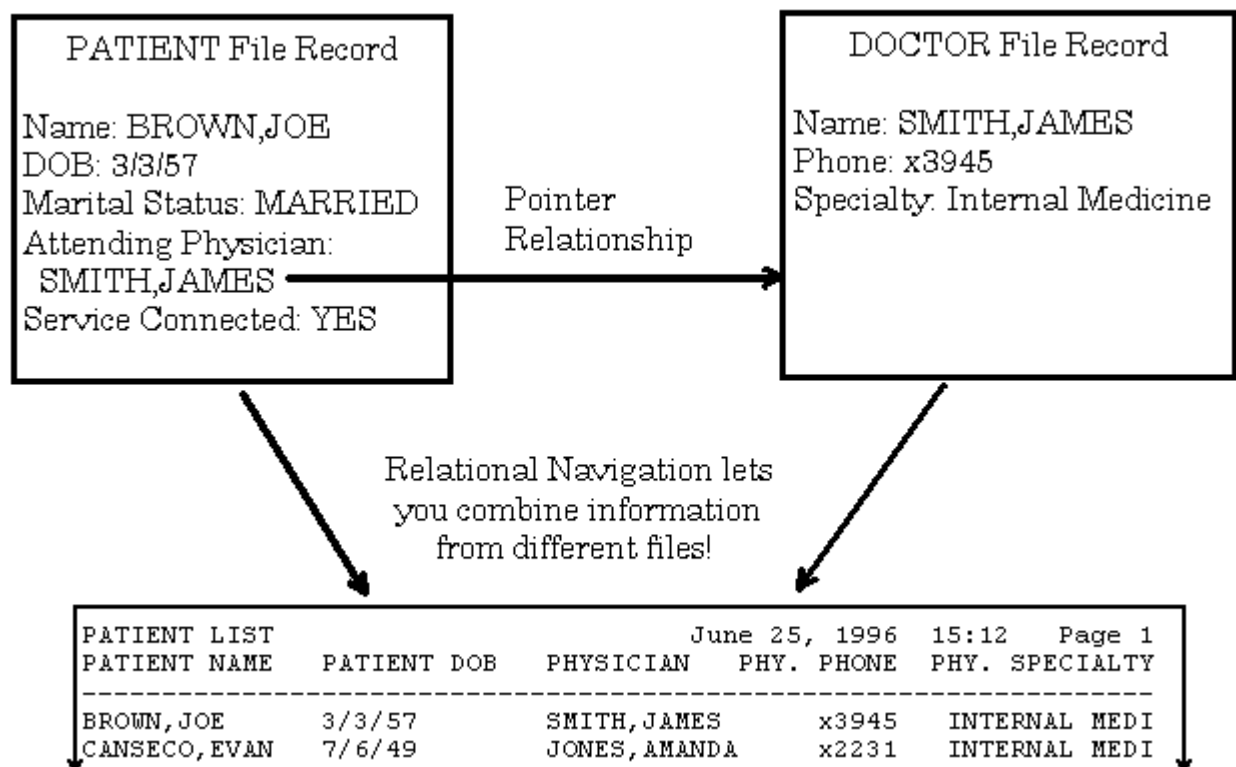 PATIENT File Record
Name: BROWN,JOE
DOB: 3/3/57
Marital Status: MARRIED
Attending Physician:
SMITH,JAMES
Service Connected: YES
Pointer
Relationship
DOCTOR File Record
Name: SMITH,JAMES
Phone: x3945
Specialty: Internal Medicine
Relational Navigation lets
you combine information
from different files!
PATIENT LIST June 25, 1996 15:12 Page 1
PATIENT NAME PATIENT DOB PHYSICIAN PHY. PHONE PHY. SPECIALTY
--------------------------------------------------------------------
BROWN,JOE 3/3/57 SMITH,JAMES x3945 INTERNAL MEDI
CANSECO,EVAN 7/6/49 JONES,AMANDA x2231 INTERNAL MEDI